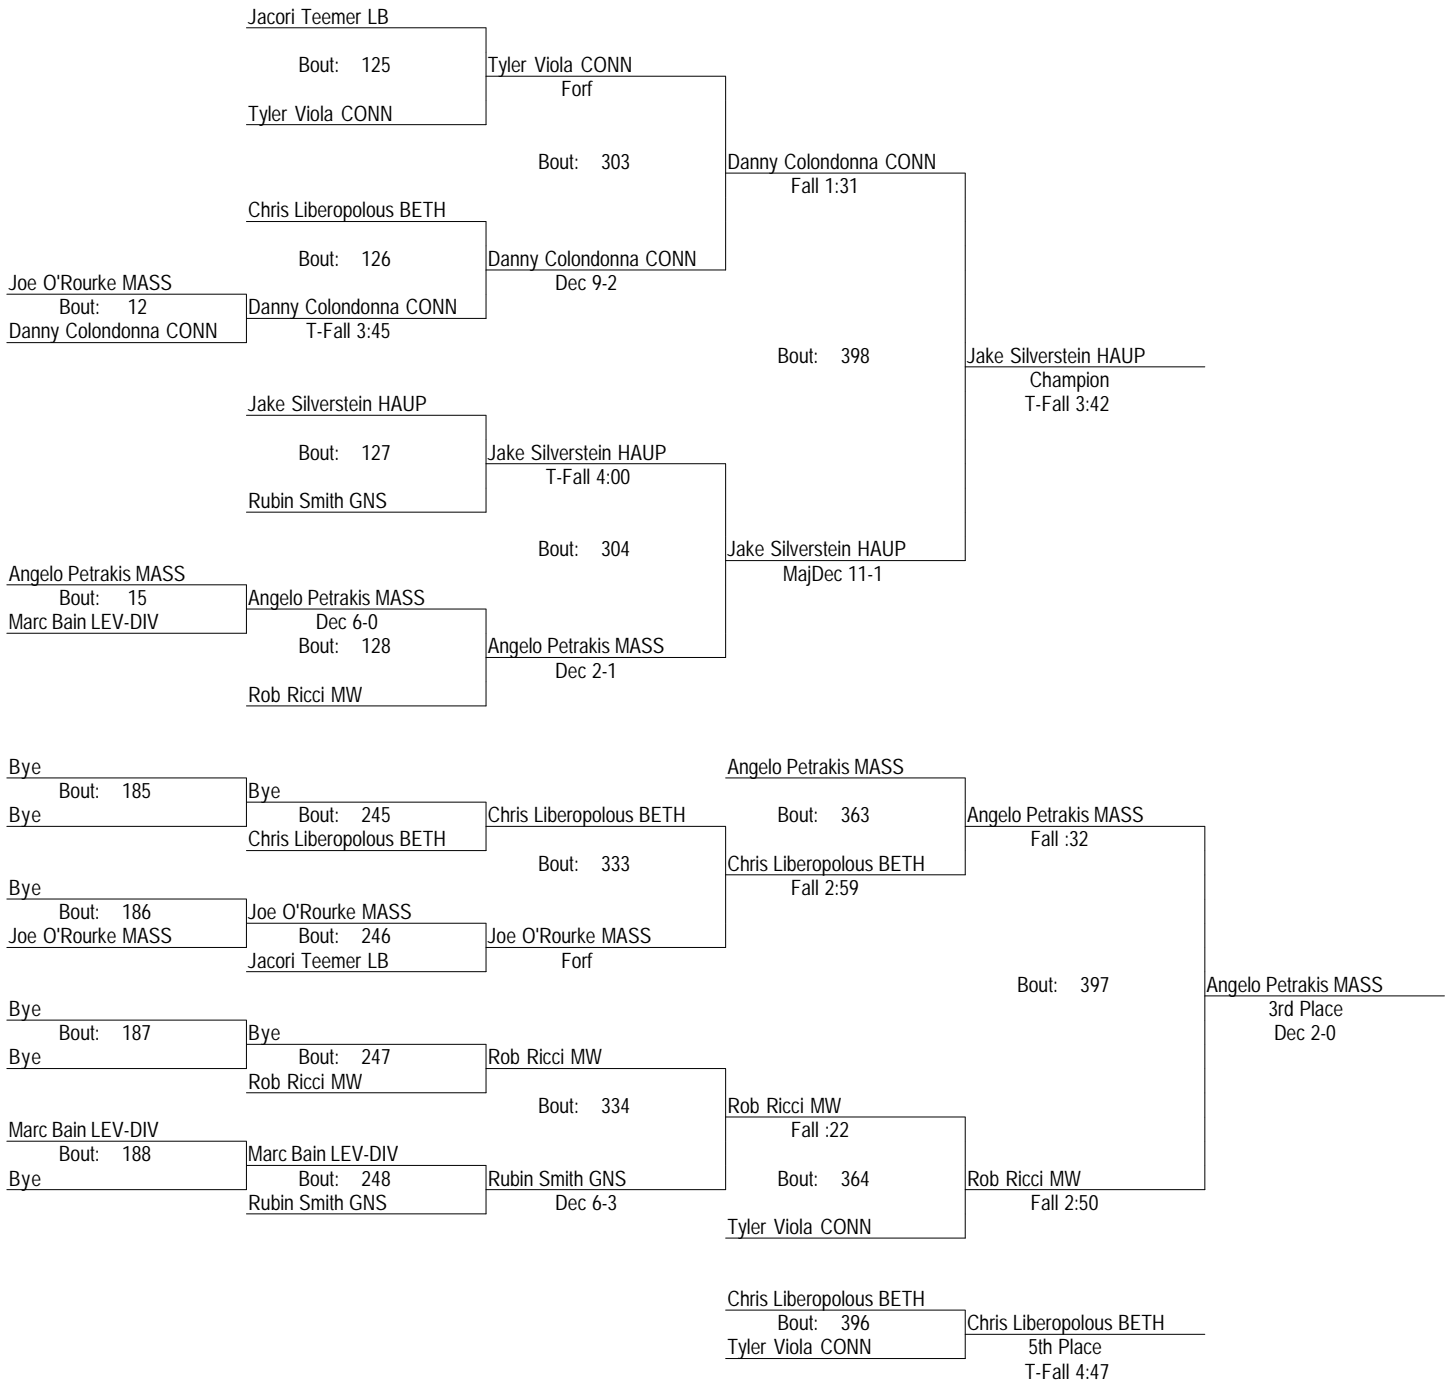 Jacori Teemer LB
Bout: 125
Tyler Viola CONN
Forf
Tyler Viola CONN
Bout: 303
Danny Colondonna CONN
Fall 1:31
Chris Liberopolous BETH
Bout: 126
Danny Colondonna CONN
Dec 9-2
Joe O'Rourke MASS
Bout: 12
Danny Colondonna CONN
Danny Colondonna CONN
T-Fall 3:45
Bout: 398
Jake Silverstein HAUP
Champion
T-Fall 3:42
Jake Silverstein HAUP
Bout: 127
Jake Silverstein HAUP
T-Fall 4:00
Rubin Smith GNS
Bout: 304
Jake Silverstein HAUP
MajDec 11-1
Angelo Petrakis MASS
Bout: 15
Marc Bain LEV-DIV
Angelo Petrakis MASS
Dec 6-0
Bout: 128
Angelo Petrakis MASS
Dec 2-1
Rob Ricci MW
Bye
Bout: 185
Bye
Bye
Bout: 245
Chris Liberopolous BETH
Chris Liberopolous BETH
Angelo Petrakis MASS
Bout: 363
Angelo Petrakis MASS
Fall :32
Bout: 333
Chris Liberopolous BETH
Fall 2:59
Bye
Bout: 186
Joe O'Rourke MASS
Joe O'Rourke MASS
Bout: 246
Jacori Teemer LB
Joe O'Rourke MASS
Forf
Bout: 397
Angelo Petrakis MASS
3rd Place
Dec 2-0
Bye
Bout: 187
Bye
Bye
Bout: 247
Rob Ricci MW
Rob Ricci MW
Bout: 334
Rob Ricci MW
Fall :22
Marc Bain LEV-DIV
Bout: 188
Bye
Marc Bain LEV-DIV
Bout: 248
Rubin Smith GNS
Rubin Smith GNS
Dec 6-3
Bout: 364
Rob Ricci MW
Fall 2:50
Tyler Viola CONN
Chris Liberopolous BETH
Bout: 396
Tyler Viola CONN
Chris Liberopolous BETH
5th Place
T-Fall 4:47